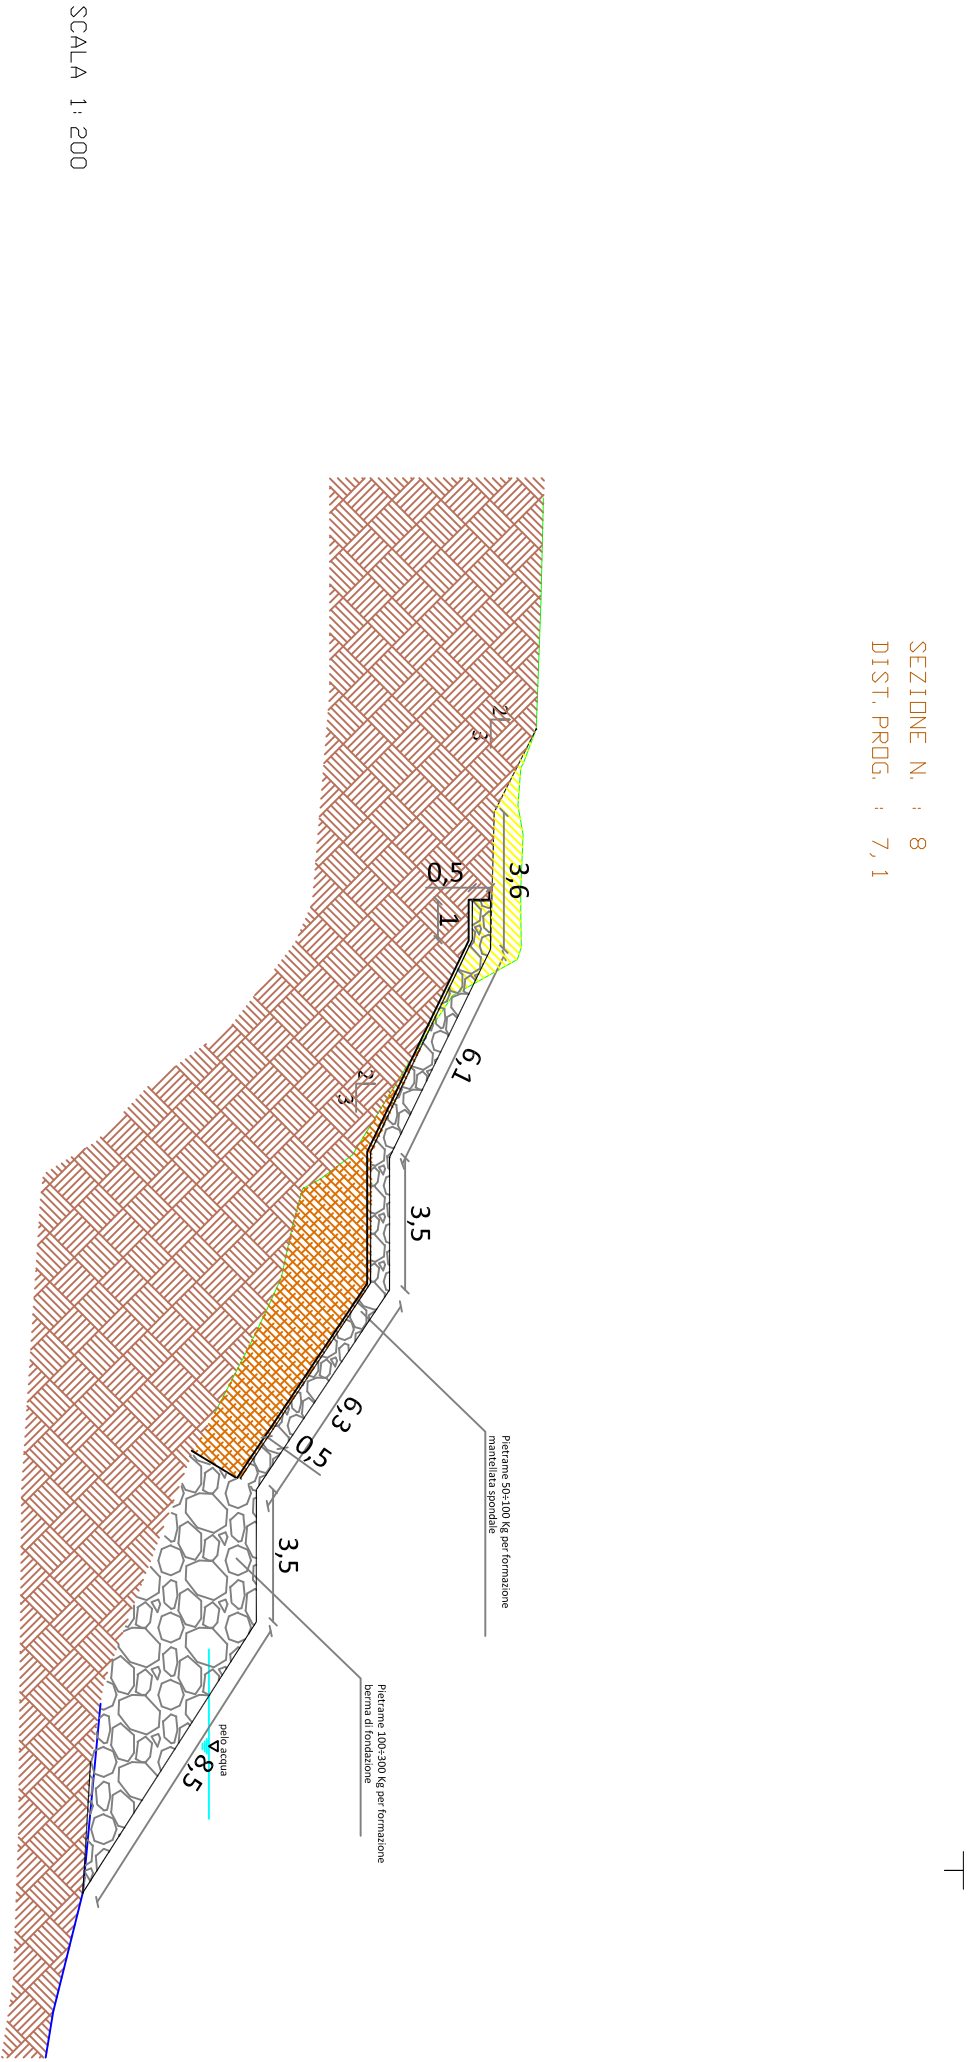 SEZIONE N. : 8
DIST. PROG. : 7,1
2
3
3,6
0,5
1
6,1
2
3
3,5
6,3
0,5
Pietrame 50÷100 Kg per formazione
mantellata spondale
3,5
Pietrame 100÷300 Kg per formazione
berma di fondazione
pelo acqua
8,5
SCALA 1: 200